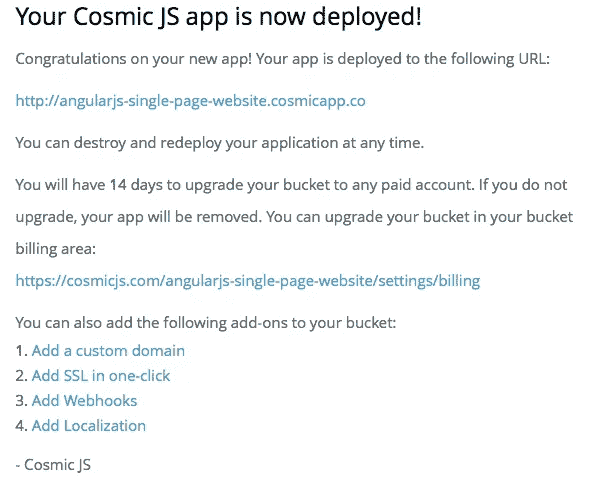 Your Cosmic JS app is now deployed!
Congratulations on your new app! Your app is deployed to the following URL:
http://angularjs-single-page-website.cosmicapp.co
You can destroy and redeploy your application at any time.
You will have 14 days to upgrade your bucket to any paid account. If you do not
upgrade, your app will be removed. You can upgrade your bucket in your bucket
billing area:
https://cosmicjs.com/angularjs-single-page-website/settings/billing
You can also add the following add-ons to your bucket:
1. Add a custom domain
2. Add SSL in one-click
3. Add Webhooks
4. Add Localization
- Cosmic JS